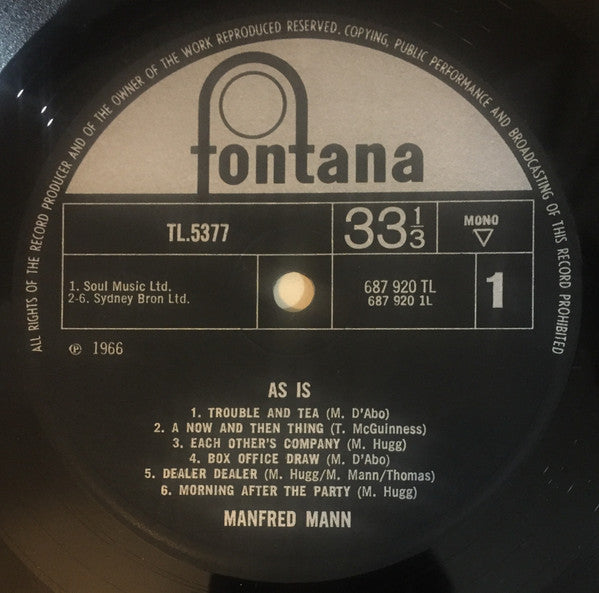 ALL RIGHTS OF THE RECORD PRODUCER AND OF THE OWNER OF THE WORK REPRODUCED RESERVED. COPYING, PUBLIC PERFORMANCE AND BROADCASTING OF THIS RECORD PROHIBITED
fontana
TL.5377
33 1/3
MONO
1. Soul Music Ltd.
2-6. Sydney Bron Ltd.
687 920 TL
687 920 1L
1
℗ 1966
AS IS
1. TROUBLE AND TEA (M. D'Abo)
2. A NOW AND THEN THING (T. McGuinness)
3. EACH OTHER'S COMPANY (M. Hugg)
4. BOX OFFICE DRAW (M. D'Abo)
5. DEALER DEALER (M. Hugg/M. Mann/Thomas)
6. MORNING AFTER THE PARTY (M. Hugg)
MANFRED MANN